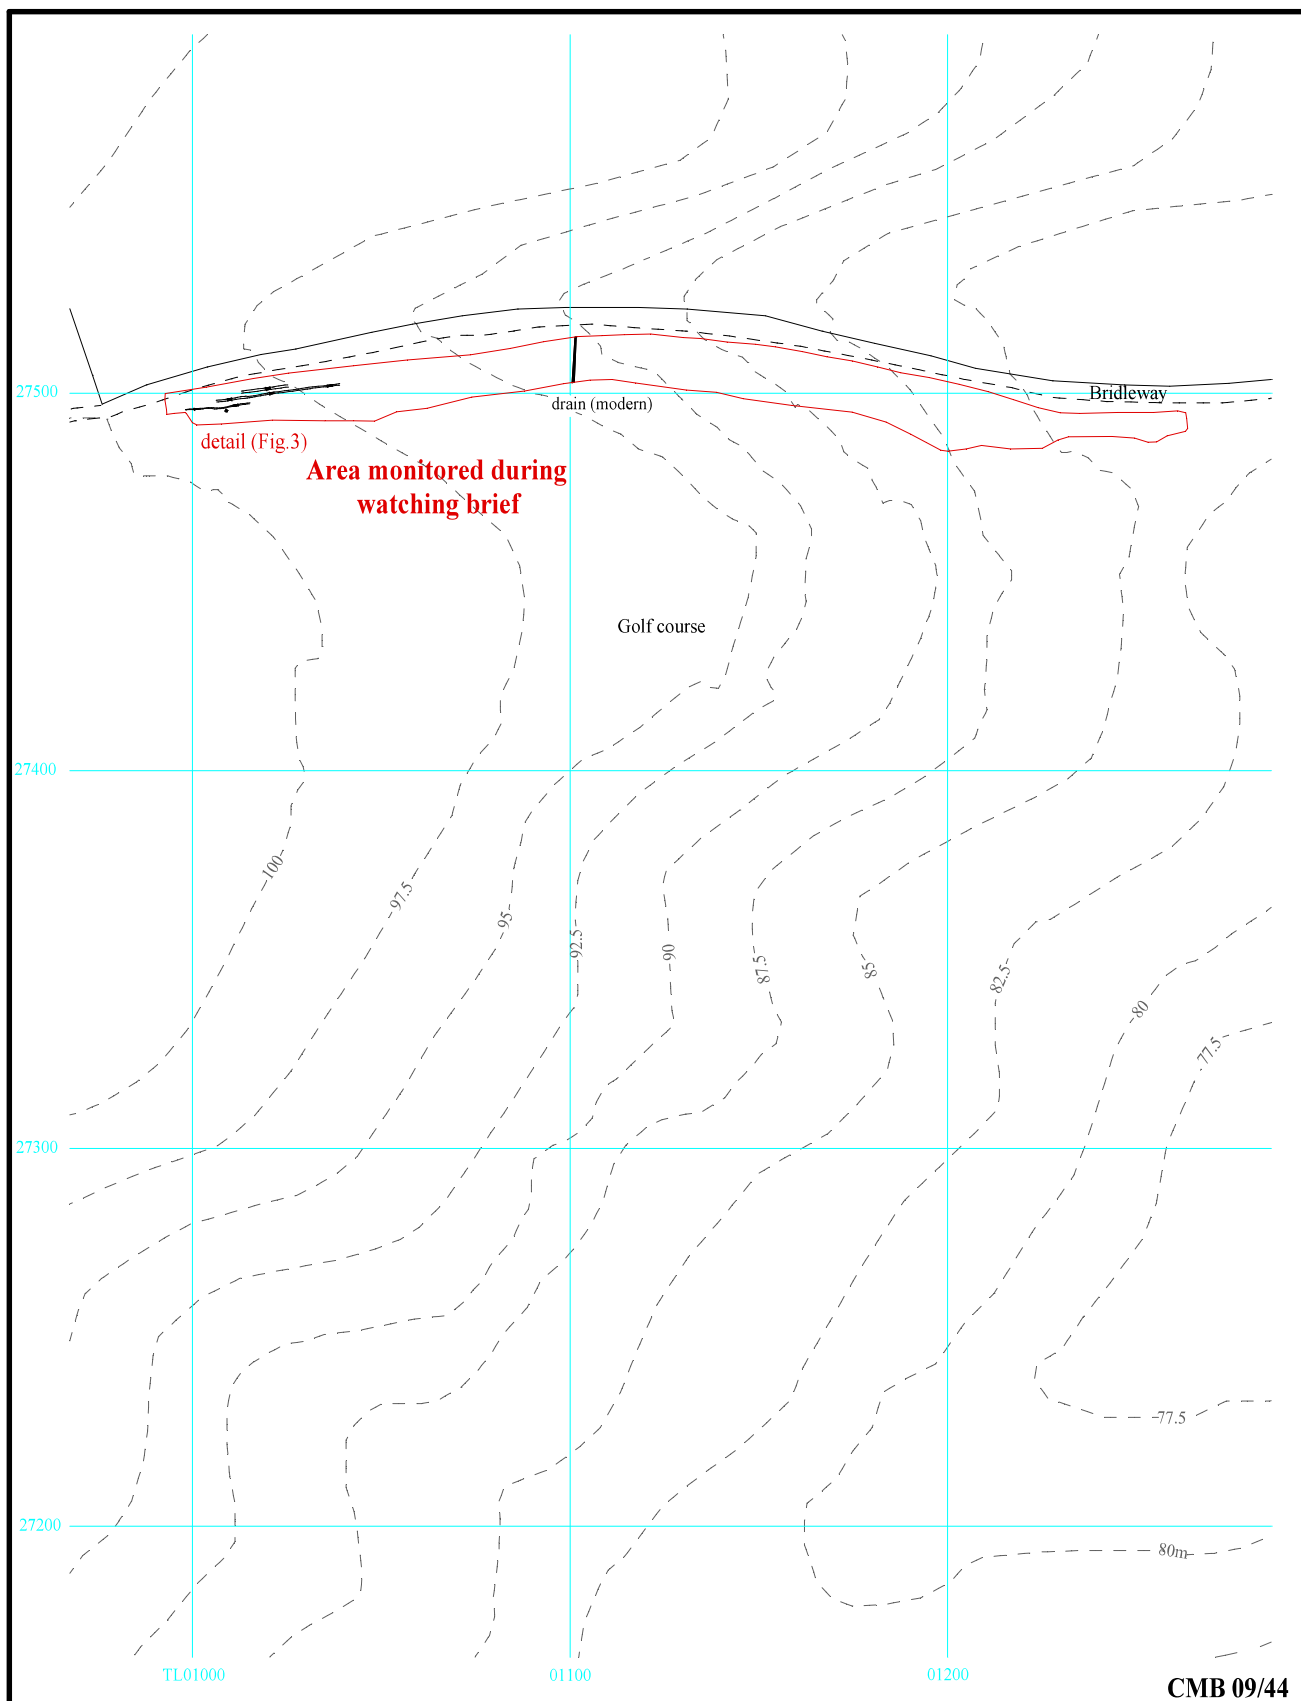 27500
Bridleway
drain (modern)
detail (Fig.3)
Area monitored during
watching brief
Golf course
27400
100
97.5
95
92.5
90
87.5
85
82.5
80
77.5
27300
77.5
27200
80m
TL01000
01100
01200
CMB 09/44